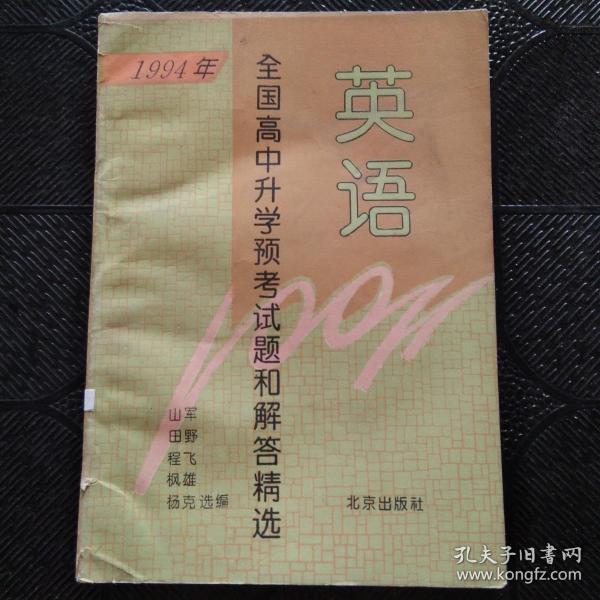 1994年
英语
全国高中升学预考试题和解答精选
山军
田野
程飞
枫雄
杨克选编
北京出版社
孔夫子旧书网
www.kongfz.com